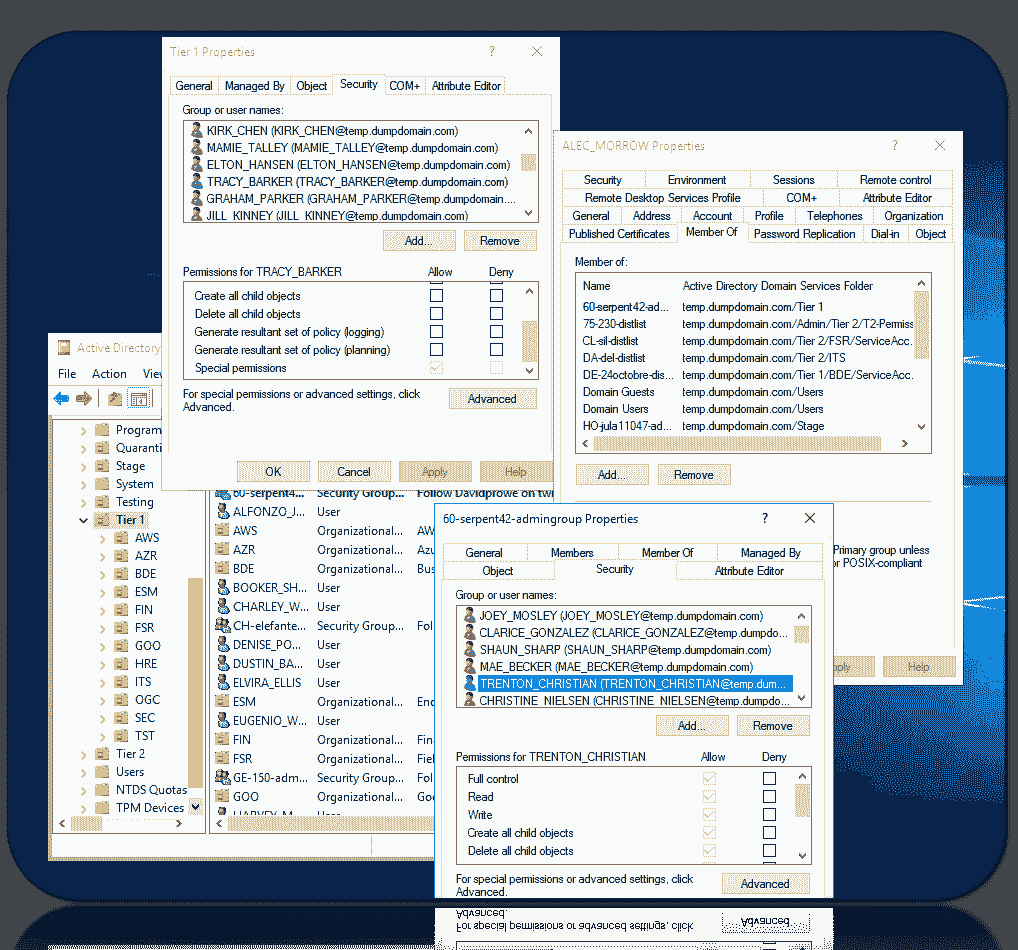 Tier 1 Properties
General Managed By Object Security COM+ Attribute Editor
Group or user names:
KIRK_CHEN (KIRK_CHEN@temp.dumpdomain.com)
MAMIE_TALLEY (MAMIE_TALLEY@temp.dumpdomain.com)
ELTON_HANSEN (ELTON_HANSEN@temp.dumpdomain.com)
TRACY_BARKER (TRACY_BARKER@temp.dumpdomain.com)
GRAHAM_PARKER (GRAHAM_PARKER@temp.dumpdomain....
JILL_KINNEY (JILL_KINNEY@temp.dumpdomain.com)
Add... Remove
Permissions for TRACY_BARKER Allow Deny
Create all child objects
Delete all child objects
Generate resultant set of policy (logging)
Generate resultant set of policy (planning)
Special permissions
For special permissions or advanced settings, click
Advanced.
Advanced
OK Cancel Apply Help
ALEC_MORROW Properties
Security Environment Sessions Remote control
Remote Desktop Services Profile COM+ Attribute Editor
General Address Account Profile Telephones Organization
Published Certificates Member Of Password Replication Dial-in Object
Member of:
Name Active Directory Domain Services Folder
60-serpent42-ad... temp.dumpdomain.com/Tier 1
75-230-distlist temp.dumpdomain.com/Admin/Tier 2/T2-Permiss
CL-sil-distlist temp.dumpdomain.com/Tier 2/FSR/ServiceAcc.
DA-del-distlist temp.dumpdomain.com/Tier 2/ITS
DE-24octobre-dis... temp.dumpdomain.com/Tier 1/BDE/ServiceAcc.
Domain Guests temp.dumpdomain.com/Users
Domain Users temp.dumpdomain.com/Users
HO-jula11047-ad... temp.dumpdomain.com/Stage
Add... Remove
Primary group unless
or POSIX-compliant
Help
Active Directory
File Action
Program
Quaranti
Stage
System
Testing
Tier 1
AWS
AZR
BDE
ESM
FIN
FSR
GOO
HRE
ITS
OGC
SEC
TST
Tier 2
Users
NTDS Quotas
TPM Devices
60-serpent4... Security Group... Follow Davidprowe on twi
ALFONZO_J... User
AWS Organizational...
AZR Organizational...
BDE Organizational...
BOOKER_SH... User
CHARLEY_W... User
CH-elefante... Security Group... Fol
DENISE_PO... User
DUSTIN_BA... User
ELVIRA_ELLIS User
ESM Organizational...
EUGENIO_W... User
FIN Organizational... Fin
FSR Organizational...
GE-150-adm... Security Group... Fol
GOO Organizational...
60-serpent42-admingroup Properties
General Members Member Of Managed By
Object Security Attribute Editor
Group or user names:
JOEY_MOSLEY (JOEY_MOSLEY@temp.dumpdomain.com)
CLARICE_GONZALEZ (CLARICE_GONZALEZ@temp.dumpdo...
SHAUN_SHARP (SHAUN_SHARP@temp.dumpdomain.com)
MAE_BECKER (MAE_BECKER@temp.dumpdomain.com)
TRENTON_CHRISTIAN (TRENTON_CHRISTIAN@temp.dum...
CHRISTINE_NIELSEN (CHRISTINE_NIELSEN@temp.dumpdo...
Add... Remove
Permissions for TRENTON_CHRISTIAN Allow Deny
Full control
Read
Write
Create all child objects
Delete all child objects
For special permissions or advanced settings, click
Advanced.
Advanced